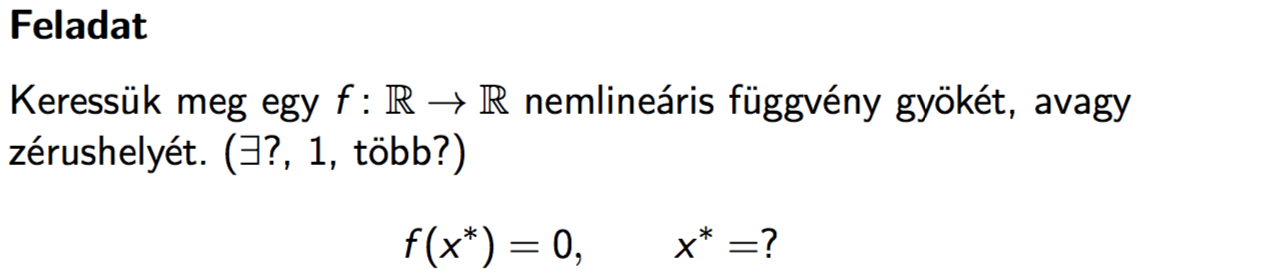 Feladat
Keressük meg egy f : ℝ → ℝ nemlineáris függvény gyökét, avagy
zérushelyét. (∃?, 1, több?)
f(x*) = 0, x* =?